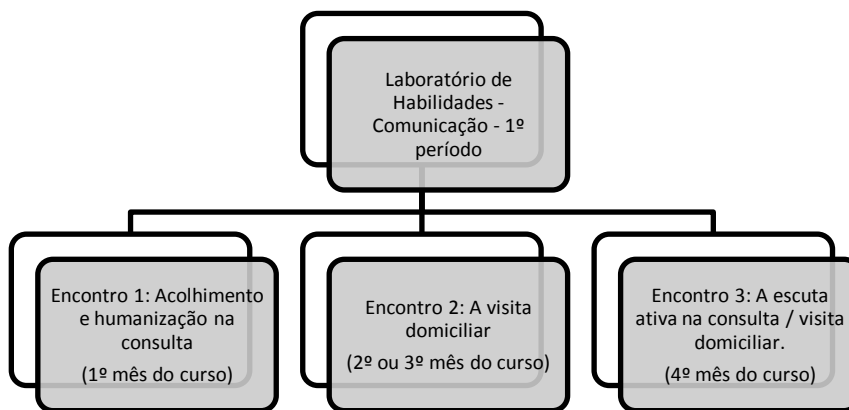 Laboratório de
Habilidades -
Comunicação - 1º
período
Encontro 1: Acolhimento
e humanização na
consulta
(1º mês do curso)
Encontro 2: A visita
domiciliar
(2º ou 3º mês do curso)
Encontro 3: A escuta
ativa na consulta / visita
domiciliar.
(4º mês do curso)